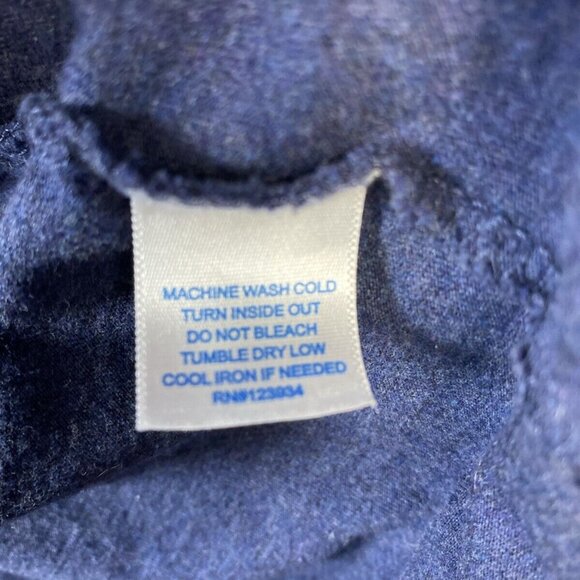 MACHINE WASH COLD
TURN INSIDE OUT
DO NOT BLEACH
TUMBLE DRY LOW
COOL IRON IF NEEDED
RN#123934